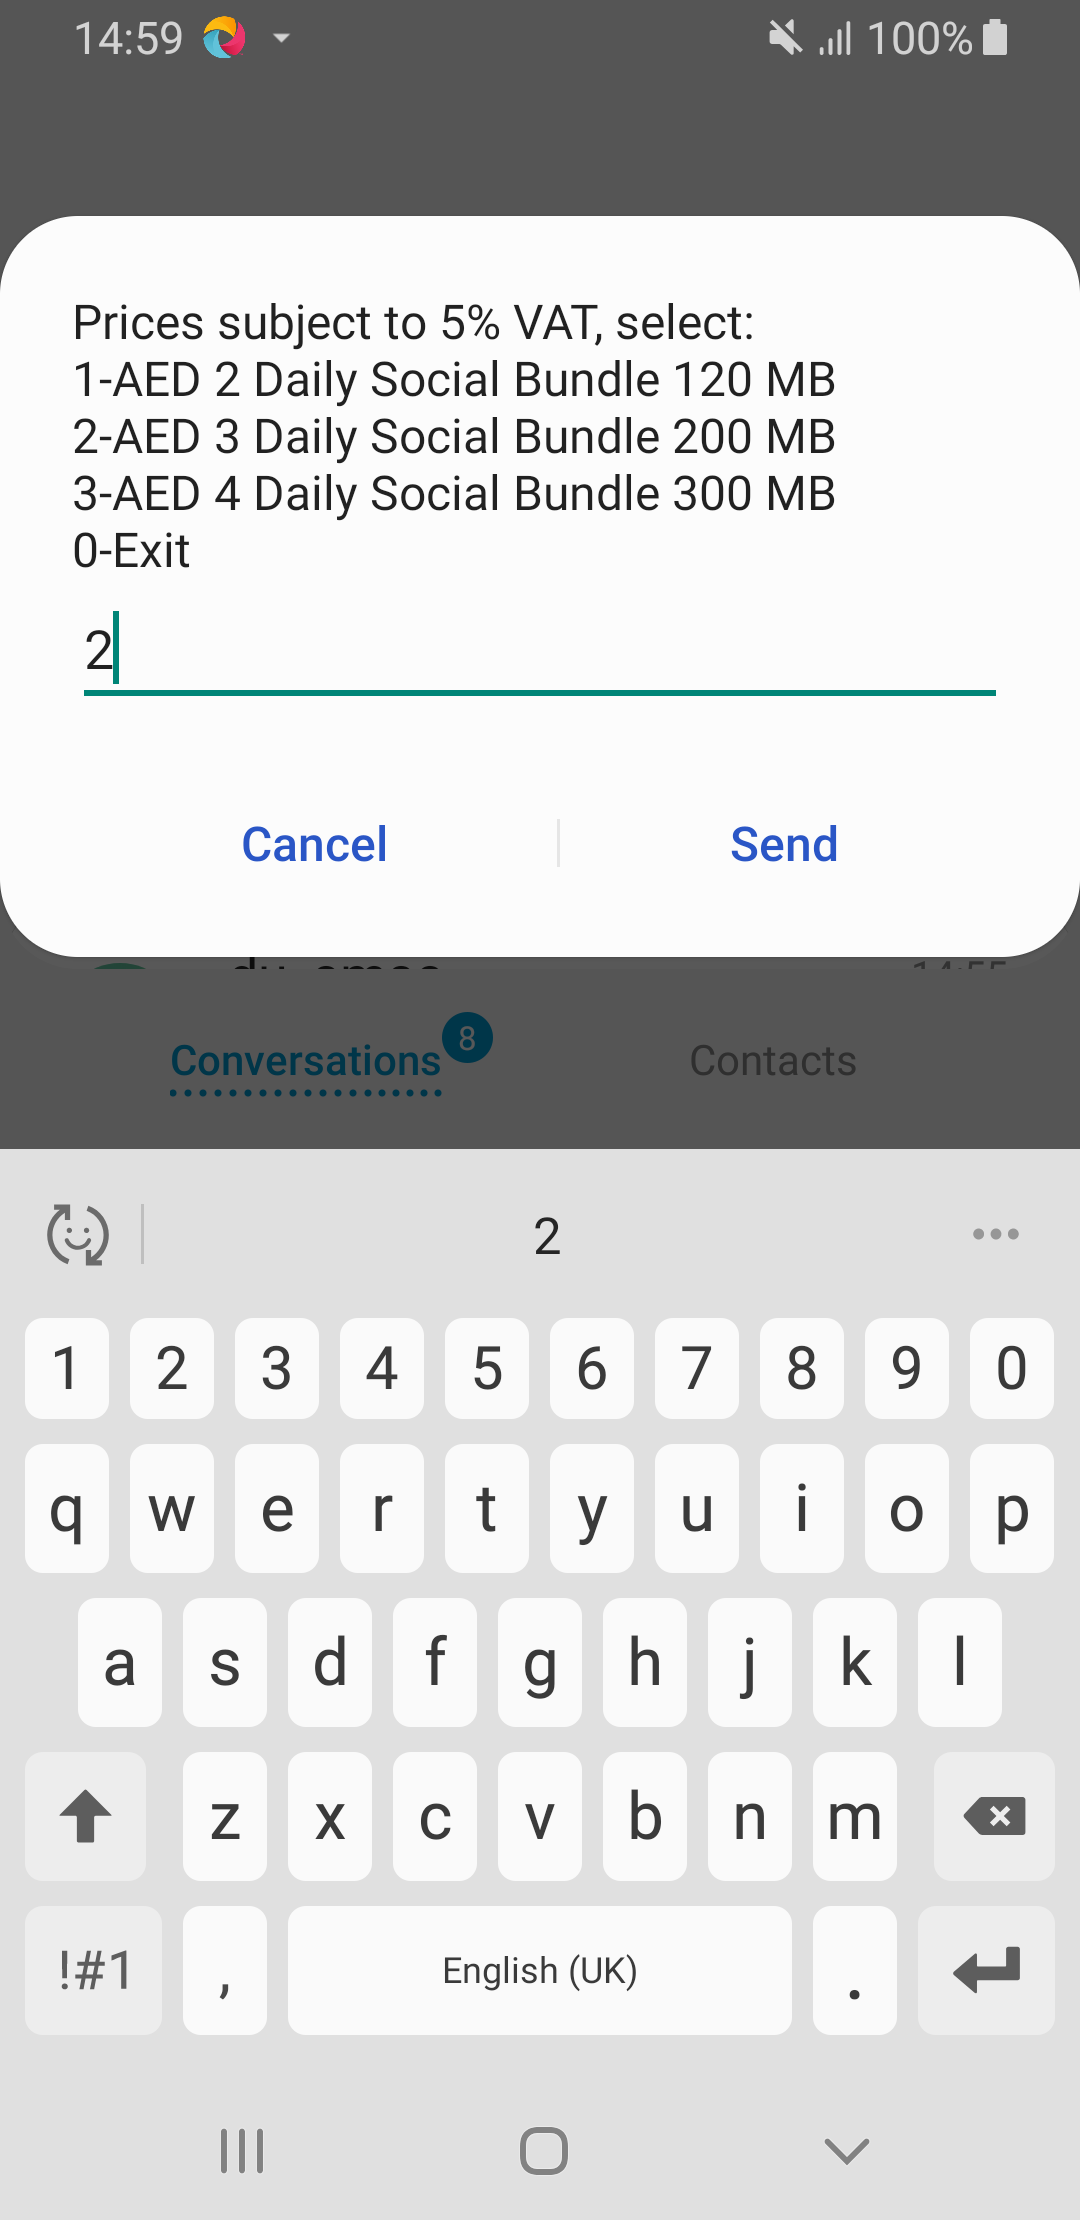 14:59
100%
Prices subject to 5% VAT, select:
1-AED 2 Daily Social Bundle 120 MB
2-AED 3 Daily Social Bundle 200 MB
3-AED 4 Daily Social Bundle 300 MB
0-Exit
2
Cancel
Send
Conversations
8
Contacts
2
1 2 3 4 5 6 7 8 9 0
q w e r t y u i o p
a s d f g h j k l
z x c v b n m
!#1 , English (UK) .